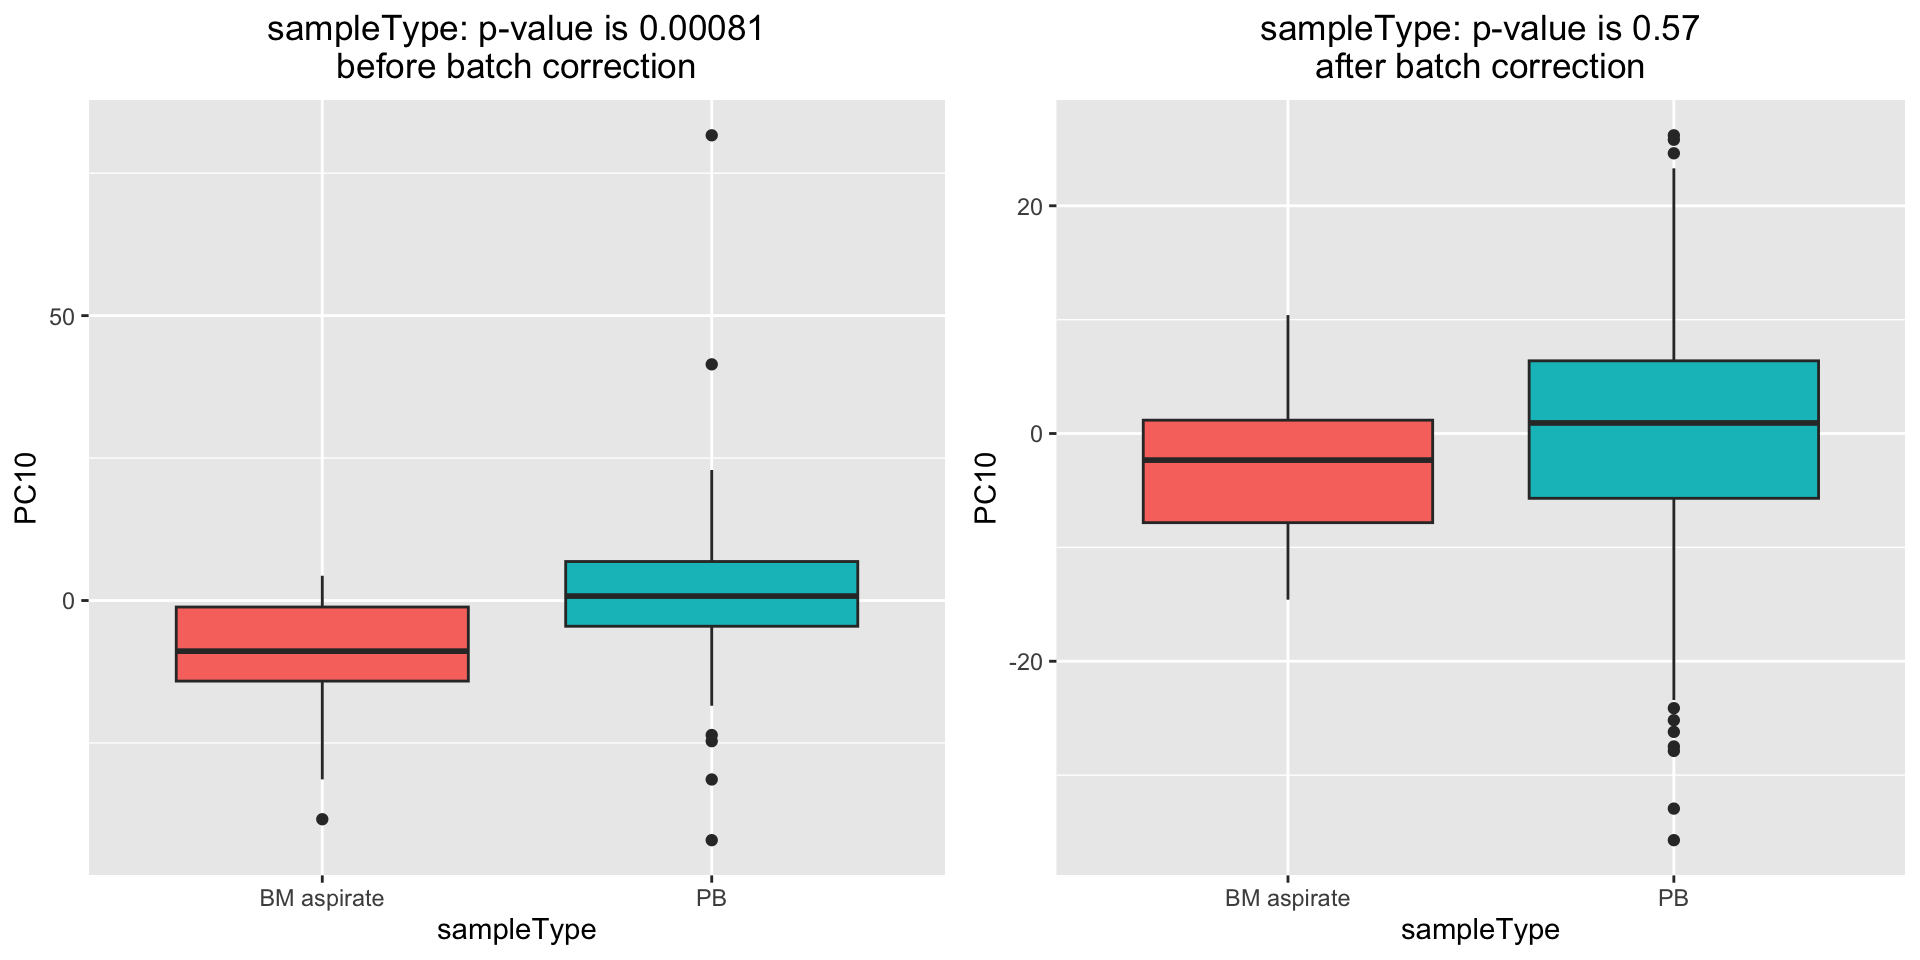 sampleType: p-value is 0.00081
before batch correction
PC10
50
0
BM aspirate
PB
sampleType
sampleType: p-value is 0.57
after batch correction
PC10
20
0
-20
BM aspirate
PB
sampleType